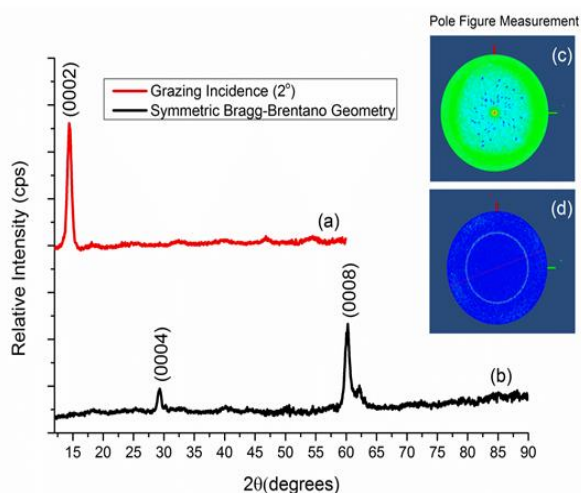 Pole Figure Measurement
(c)
(0002)
Grazing Incidence (2°)
Symmetric Bragg-Brentano Geometry
(a)
(d)
Relative Intensity (cps)
(0004)
(0008)
(b)
15 20 25 30 35 40 45 50 55 60 65 70 75 80 85 90
2θ(degrees)